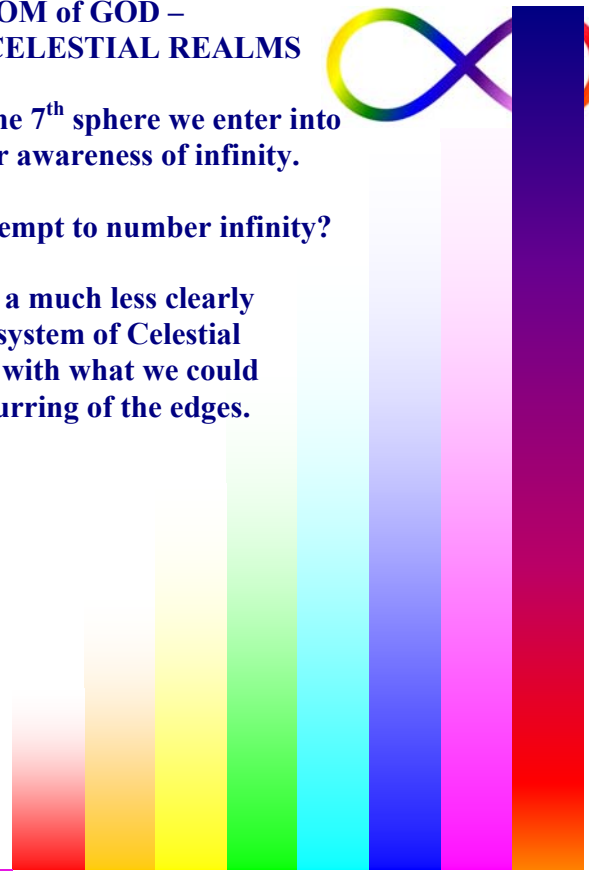 OM of GOD –
CELESTIAL REALMS
he 7th sphere we enter into
r awareness of infinity.
tempt to number infinity?
a much less clearly
system of Celestial
with what we could
urring of the edges.